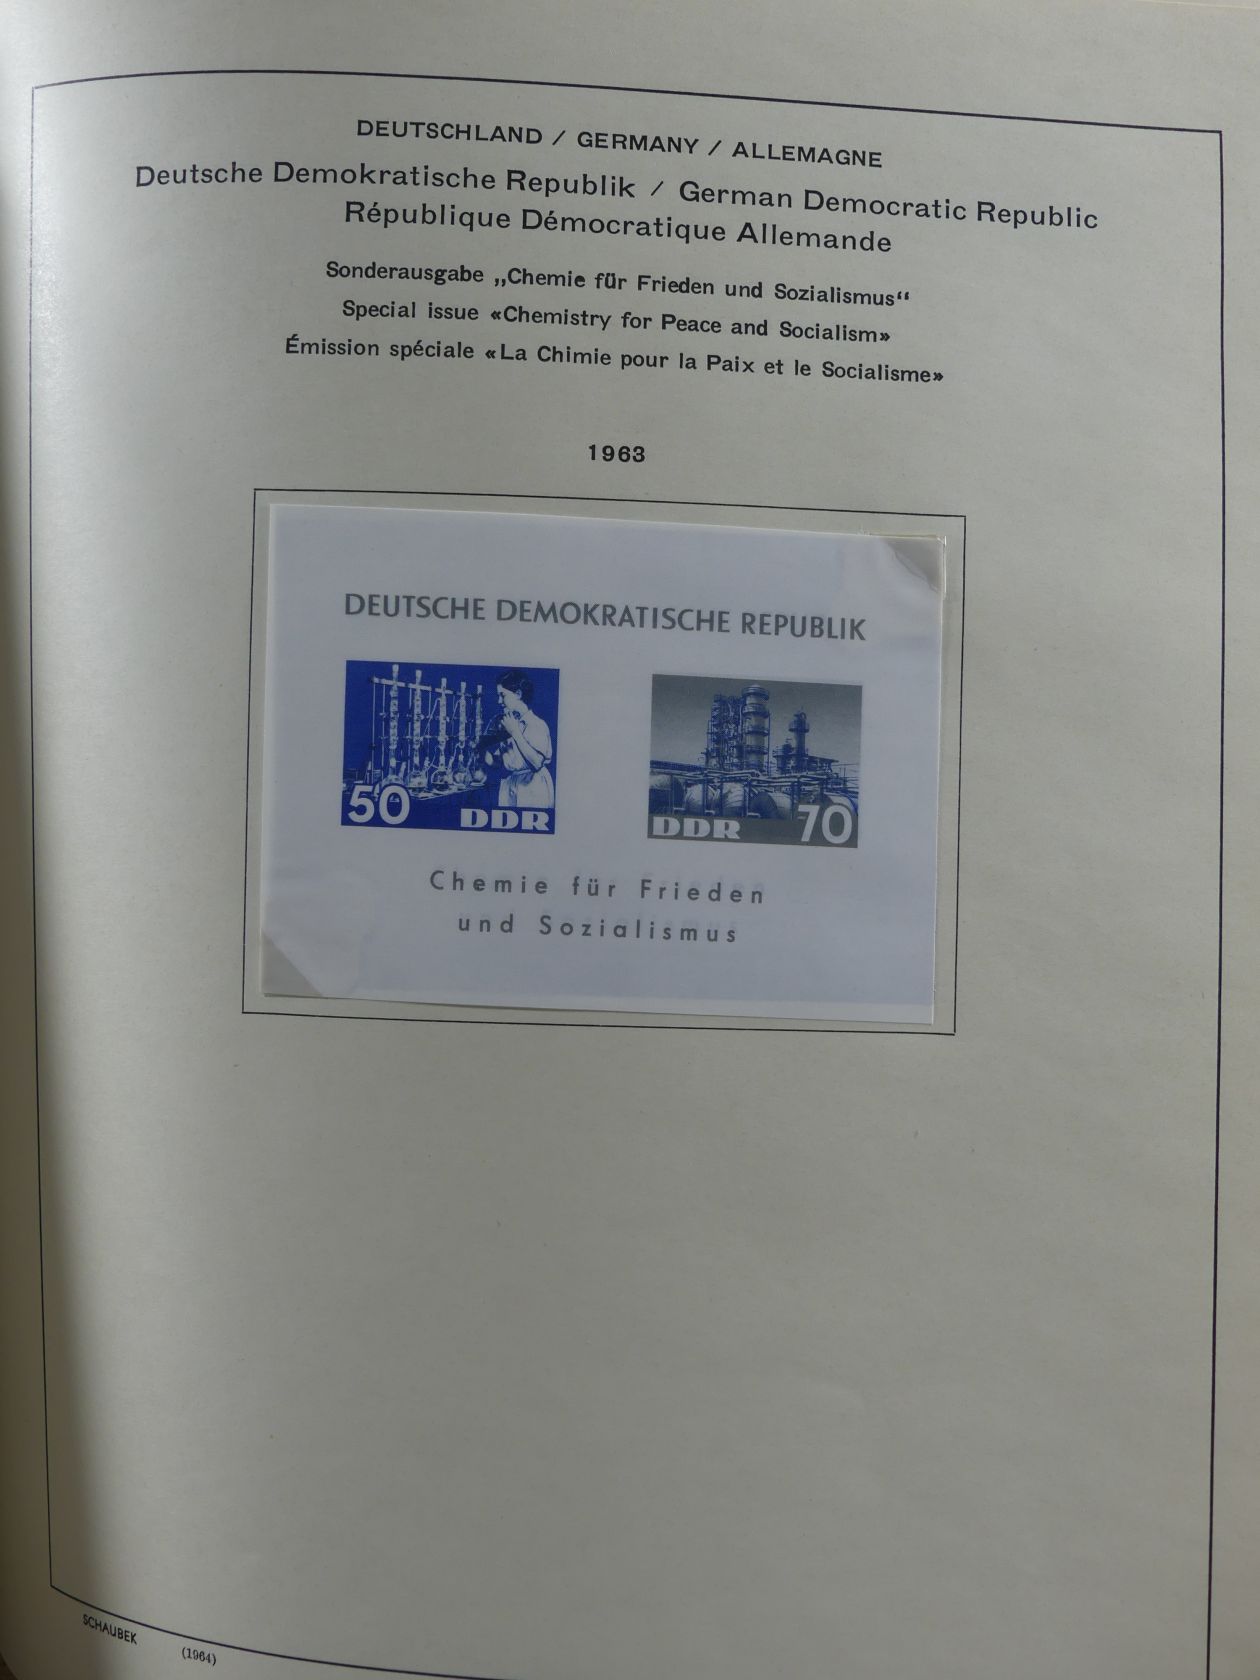 DEUTSCHLAND / GERMANY / ALLEMAGNE
Deutsche Demokratische Republik / German Democratic Republic
République Démocratique Allemande
Sonderausgabe „Chemie für Frieden und Sozialismus“
Special issue «Chemistry for Peace and Socialism»
Émission spéciale «La Chimie pour la Paix et le Socialisme»
1963
DEUTSCHE DEMOKRATISCHE REPUBLIK
50 DDR
DDR 70
Chemie für Frieden
und Sozialismus
SCHAUBEK (1964)